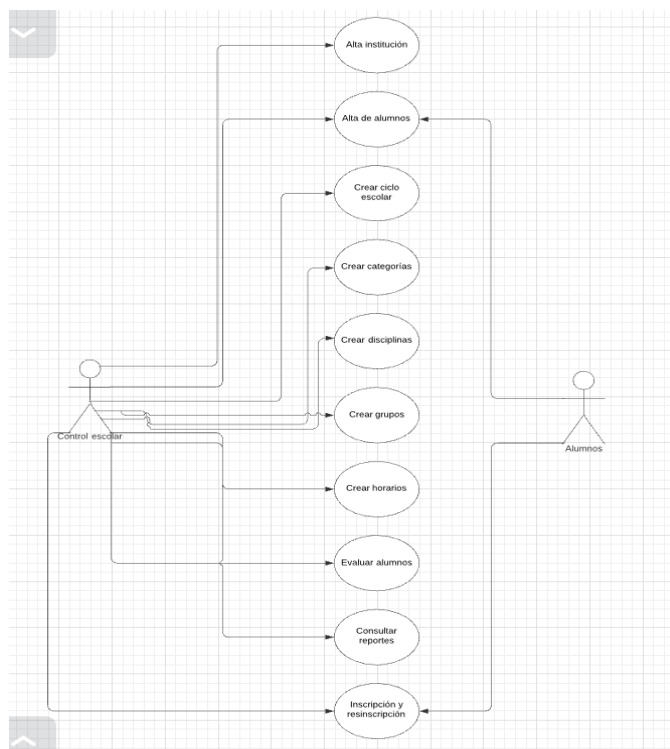 Alta institución
Alta de alumnos
Crear ciclo
escolar
Crear categorías
Crear disciplinas
Crear grupos
Control escolar
Alumnos
Crear horarios
Evaluar alumnos
Consultar
reportes
Inscripción y
resinscripción